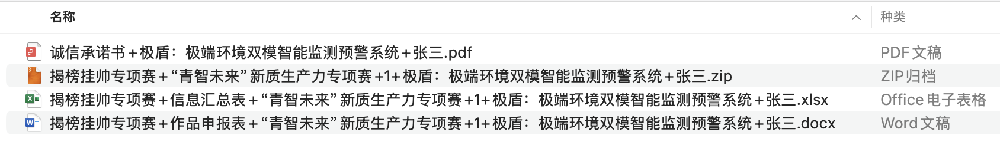 名称 种类
诚信承诺书+极盾：极端环境双模智能监测预警系统+张三.pdf PDF文稿
揭榜挂帅专项赛+“青智未来”新质生产力专项赛+1+极盾：极端环境双模智能监测预警系统+张三.zip ZIP归档
揭榜挂帅专项赛+信息汇总表+“青智未来”新质生产力专项赛+1+极盾：极端环境双模智能监测预警系统+张三.xlsx Office电子表格
揭榜挂帅专项赛+作品申报表+“青智未来”新质生产力专项赛+1+极盾：极端环境双模智能监测预警系统+张三.docx Word文稿